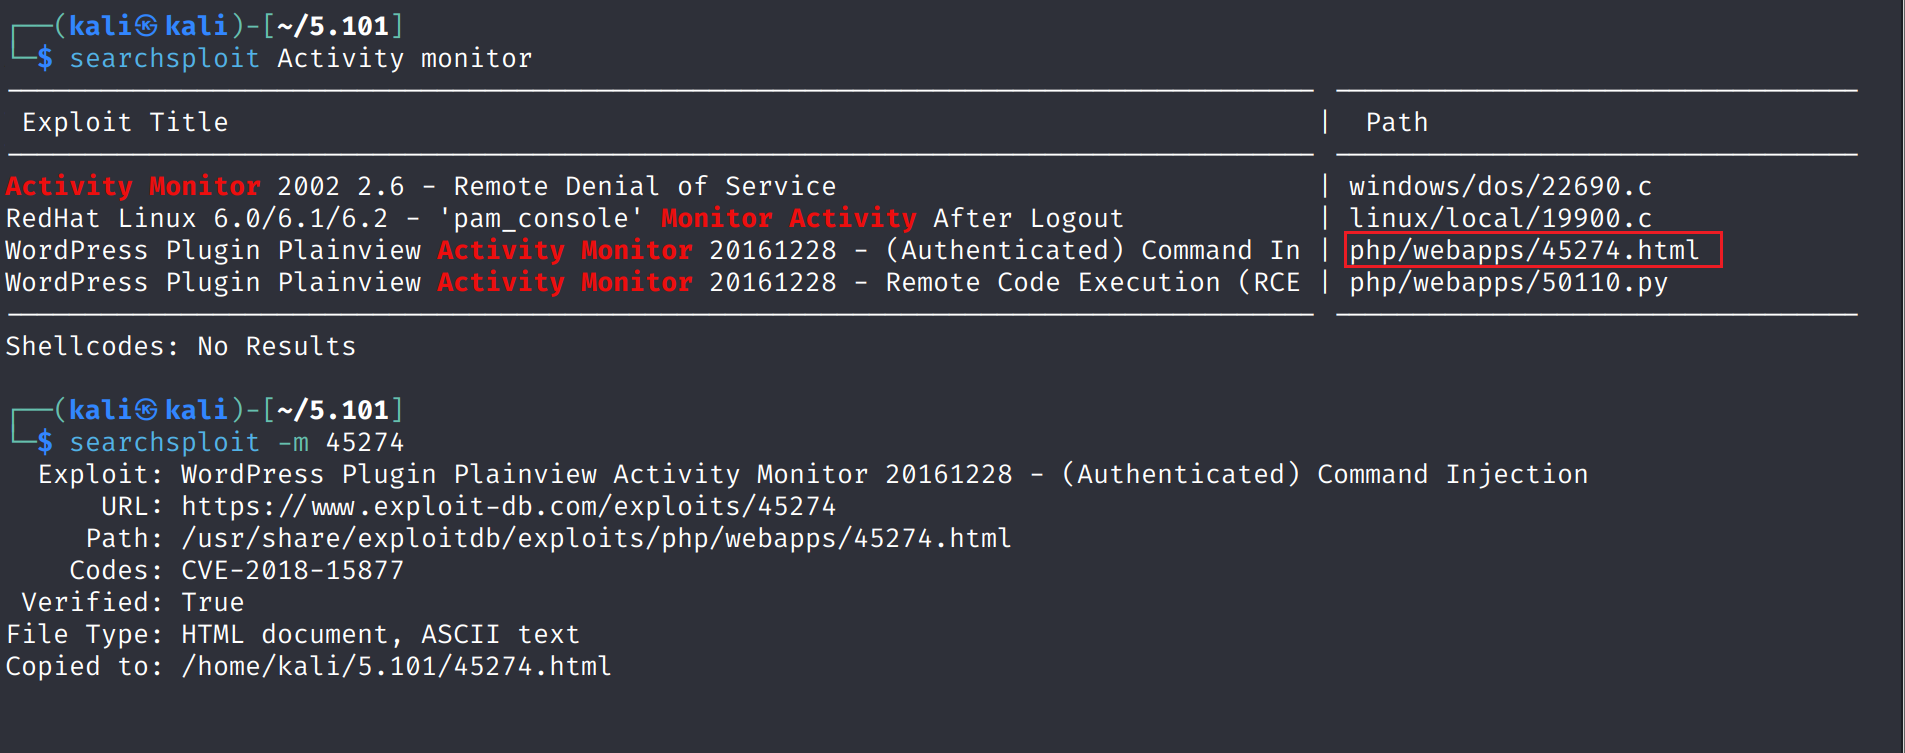 ┌──(kali㉿kali)-[~/5.101]
└─$ searchsploit Activity monitor
Exploit Title | Path
Activity Monitor 2002 2.6 - Remote Denial of Service | windows/dos/22690.c
RedHat Linux 6.0/6.1/6.2 - 'pam_console' Monitor Activity After Logout | linux/local/19900.c
WordPress Plugin Plainview Activity Monitor 20161228 - (Authenticated) Command In | php/webapps/45274.html
WordPress Plugin Plainview Activity Monitor 20161228 - Remote Code Execution (RCE | php/webapps/50110.py
Shellcodes: No Results
┌──(kali㉿kali)-[~/5.101]
└─$ searchsploit -m 45274
Exploit: WordPress Plugin Plainview Activity Monitor 20161228 - (Authenticated) Command Injection
URL: https://www.exploit-db.com/exploits/45274
Path: /usr/share/exploitdb/exploits/php/webapps/45274.html
Codes: CVE-2018-15877
Verified: True
File Type: HTML document, ASCII text
Copied to: /home/kali/5.101/45274.html